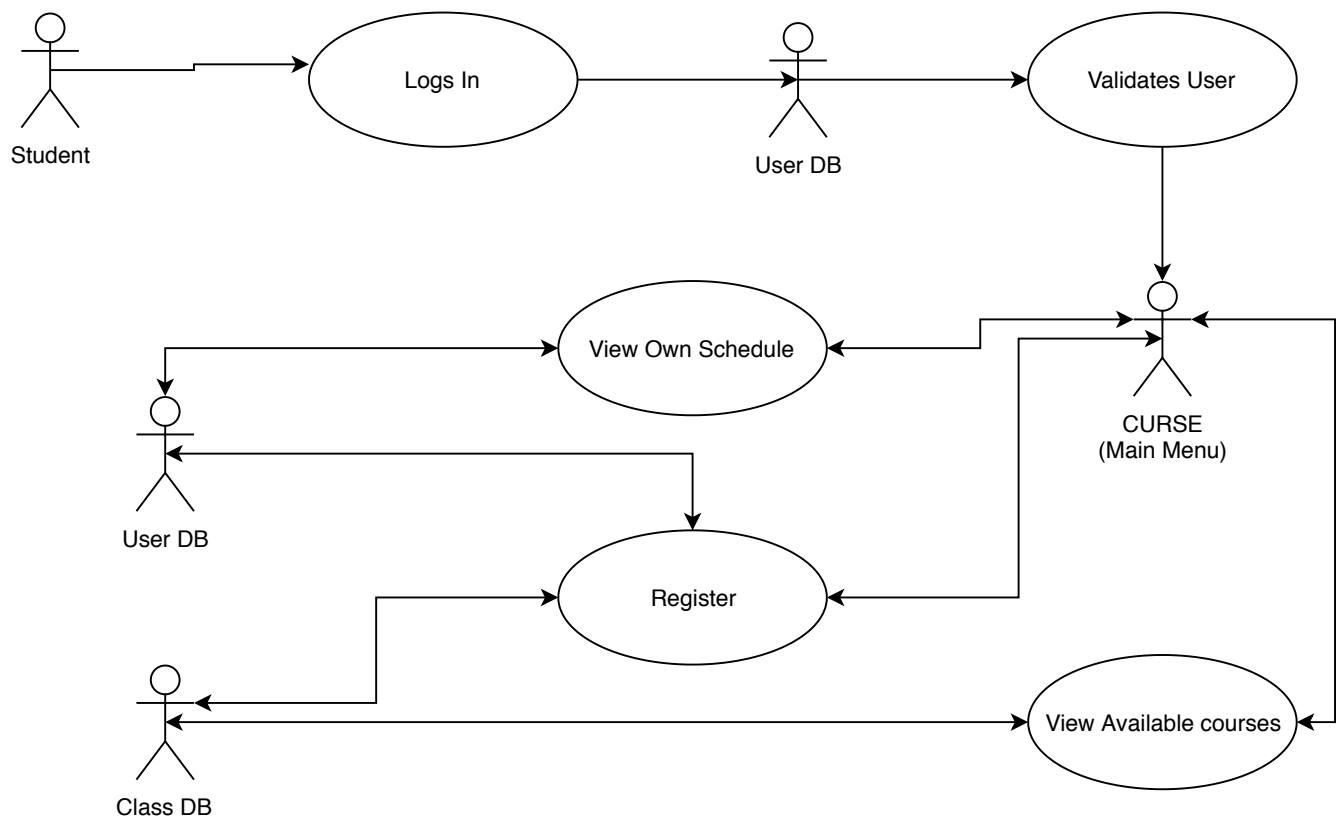 Logs In
Validates User
Student
User DB
View Own Schedule
CURSE
(Main Menu)
User DB
Register
View Available courses
Class DB